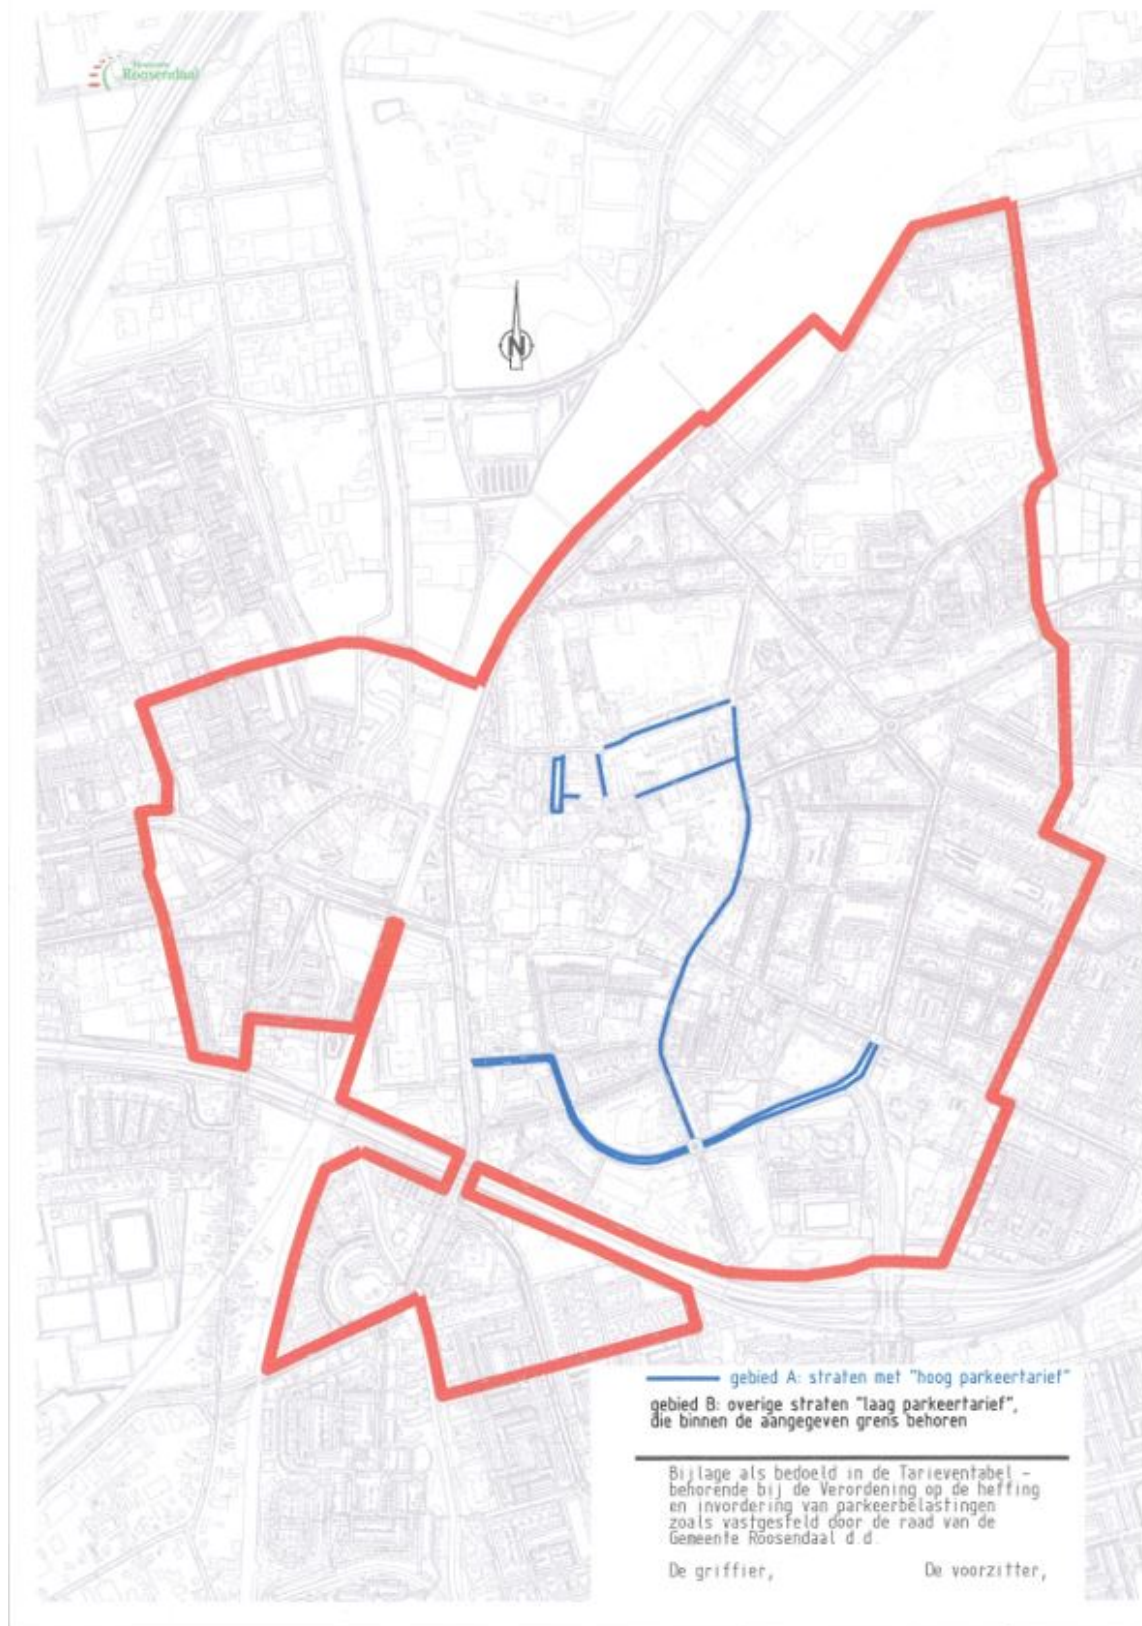 Gemeente
Roosendaal
N
gebied A: straten met "hoog parkeertarief"
gebied B: overige straten "laag parkeertarief",
die binnen de aangegeven grens behoren
Bijlage als bedoeld in de Tarieventabel -
behorende bij de Verordening op de heffing
en invordering van parkeerbelastingen
zoals vastgesteld door de raad van de
Gemeente Roosendaal d.d.
De griffier,
De voorzitter,